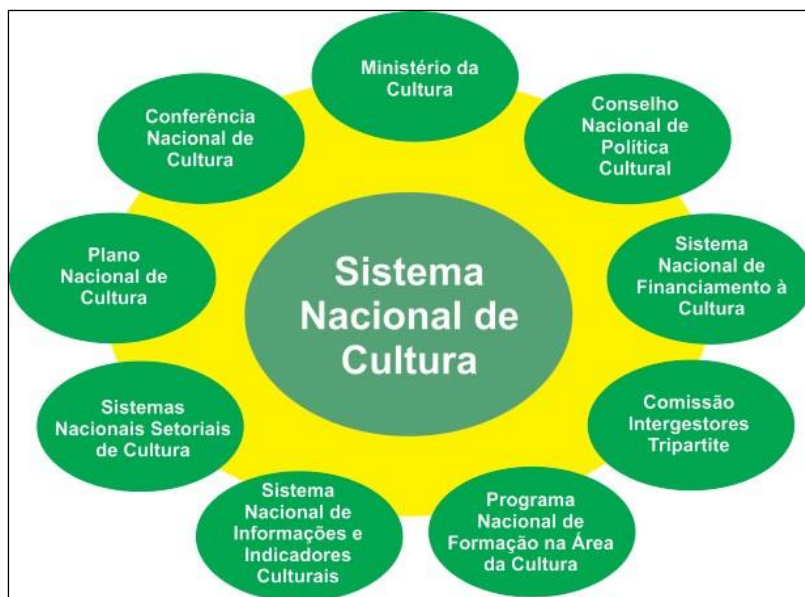 Ministério da
Cultura
Conselho
Nacional de
Política
Cultural
Sistema
Nacional de
Financiamento à
Cultura
Comissão
Intergestores
Tripartite
Programa
Nacional de
Formação na Área
da Cultura
Sistema
Nacional de
Informações e
Indicadores
Culturais
Sistemas
Nacionais Setoriais
de Cultura
Plano
Nacional de
Cultura
Conferência
Nacional de
Cultura
Sistema
Nacional de
Cultura